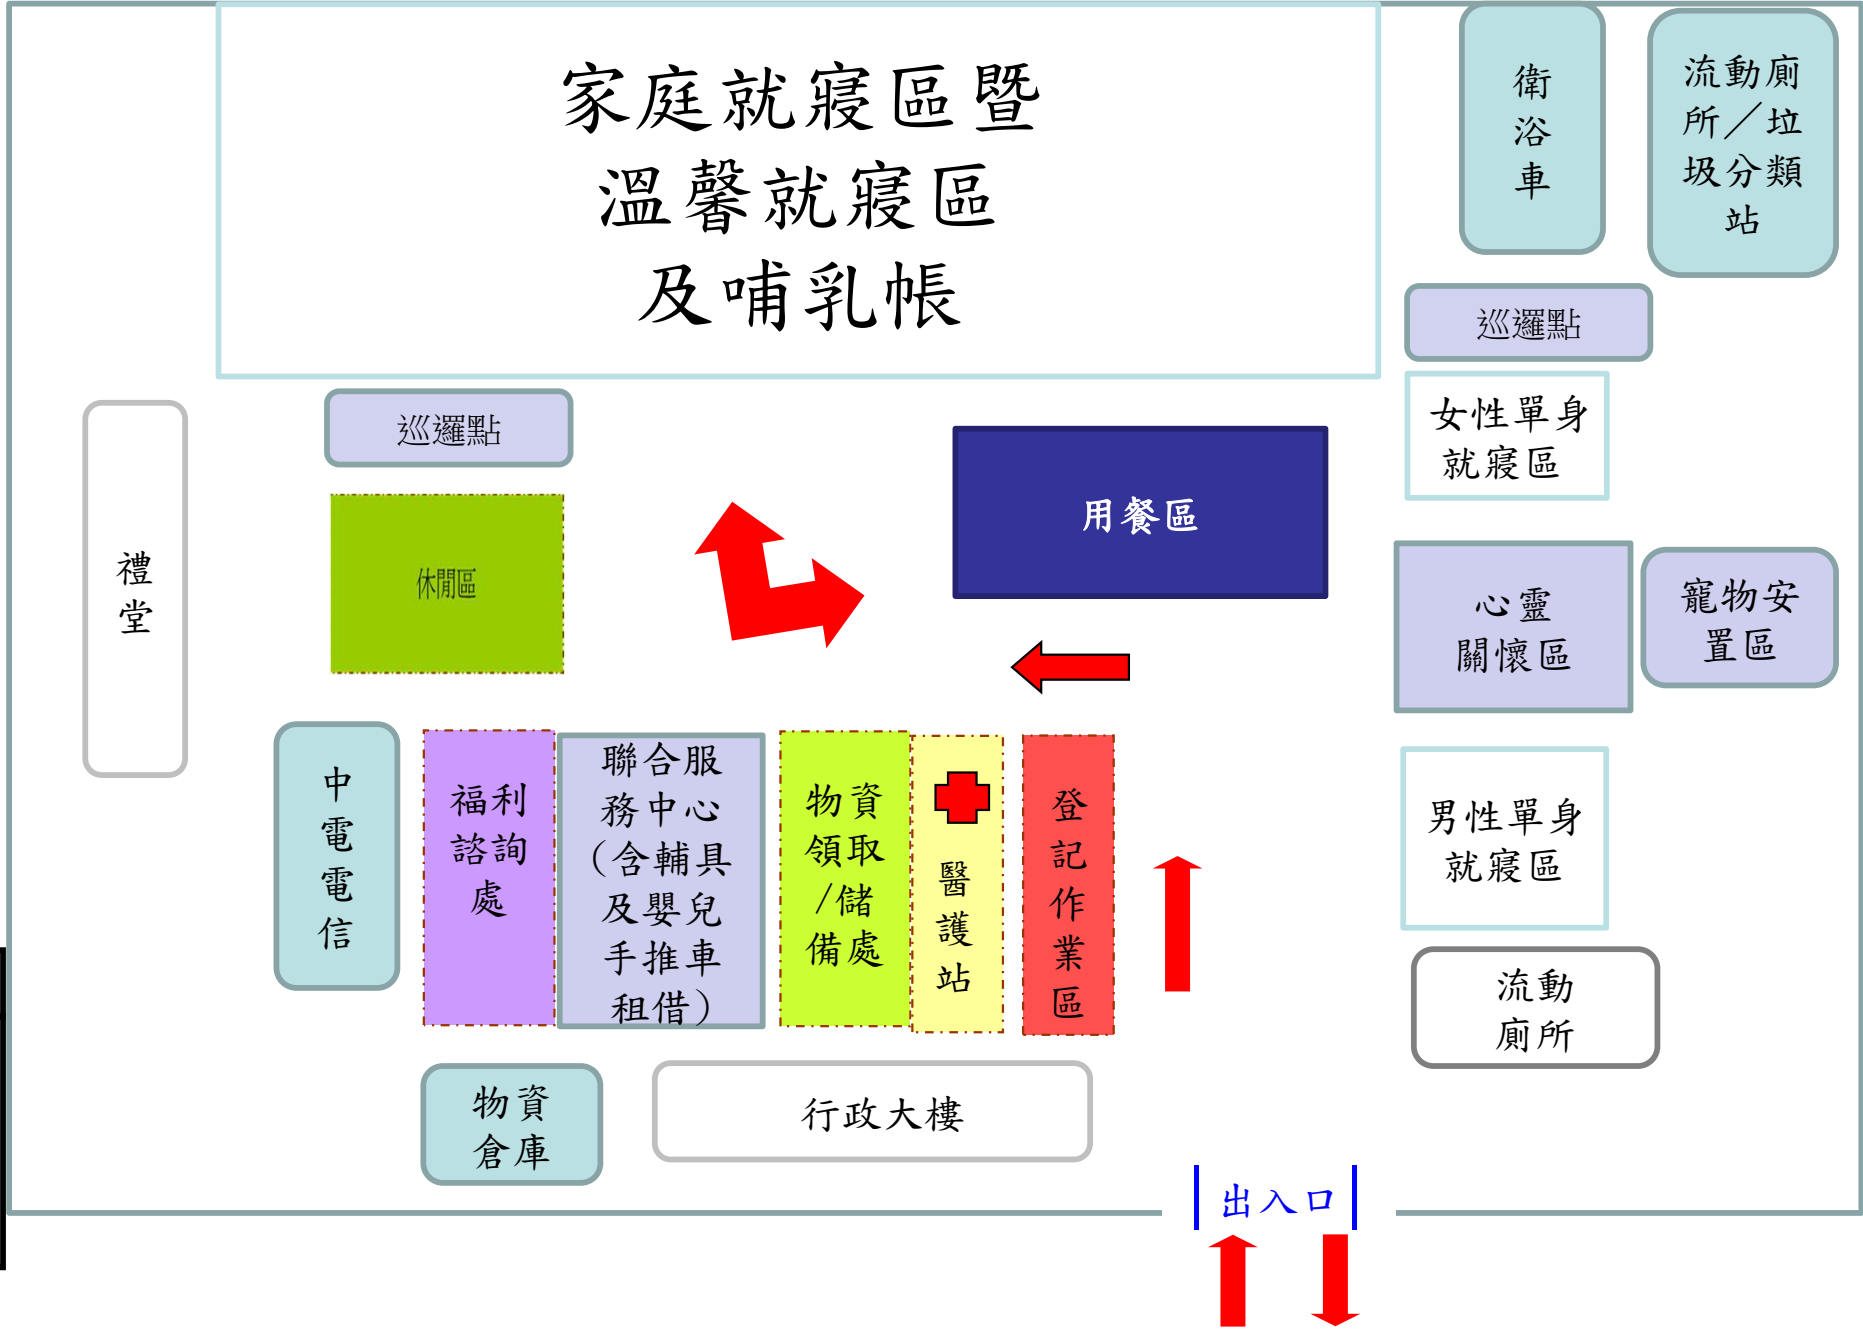 家庭就寢區暨
溫馨就寢區
及哺乳帳
衛
浴
車
流動廁
所／垃
圾分類
站
巡邏點
女性單身
就寢區
巡邏點
用餐區
休閒區
禮
堂
心靈
關懷區
寵物安
置區
中
電
電
信
福利
諮詢
處
聯合服
務中心
（含輔具
及嬰兒
手推車
租借）
物資
領取
/儲
備處
醫
護
站
登
記
作
業
區
男性單身
就寢區
流動
廁所
物資
倉庫
行政大樓
出入口